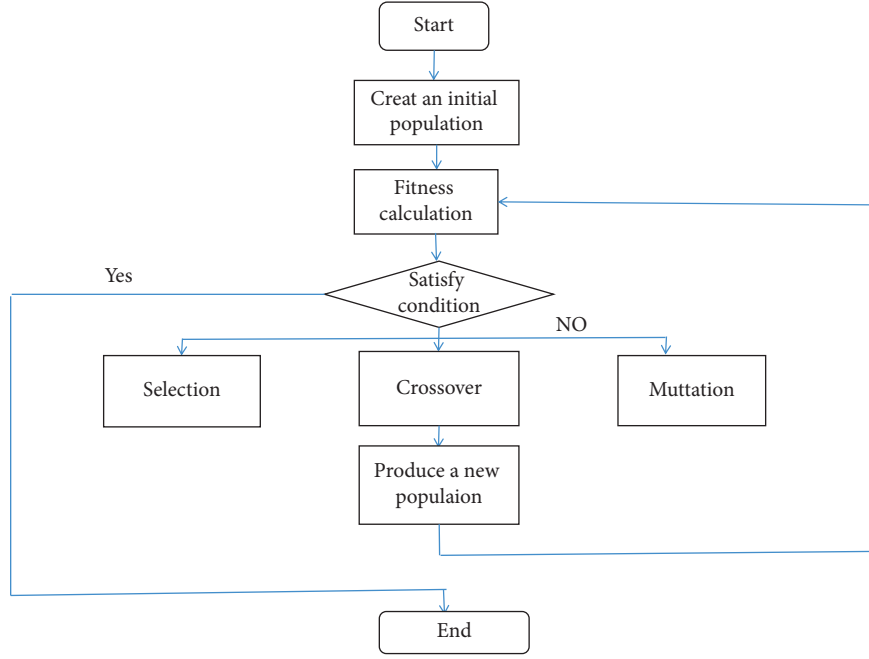 Start
Creat an initial
population
Fitness
calculation
Yes
Satisfy
condition
NO
Selection
Crossover
Muttation
Produce a new
populaion
End